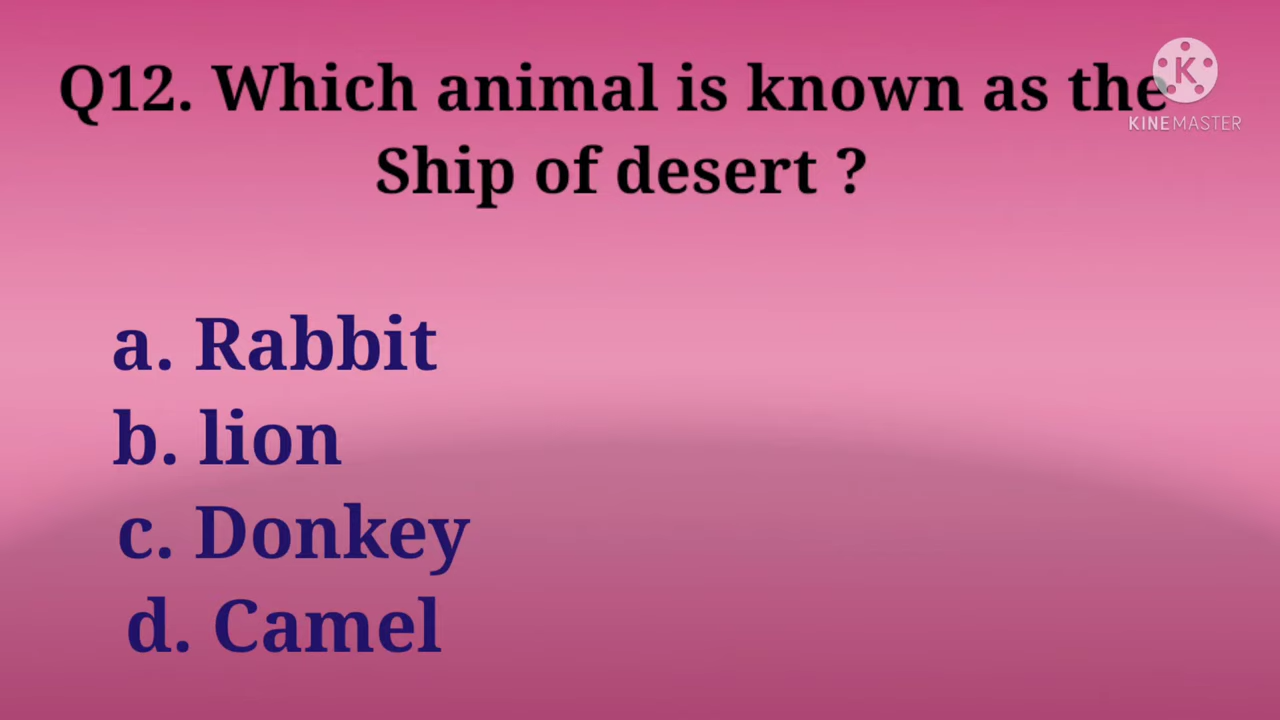 Q12. Which animal is known as the
Ship of desert ?
KINEMASTER
a. Rabbit
b. lion
c. Donkey
d. Camel